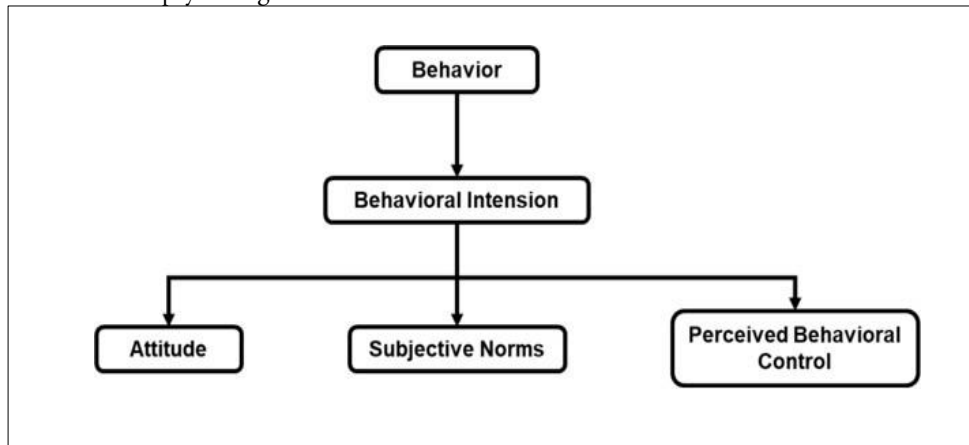 Behavior
Behavioral Intension
Attitude
Subjective Norms
Perceived Behavioral
Control